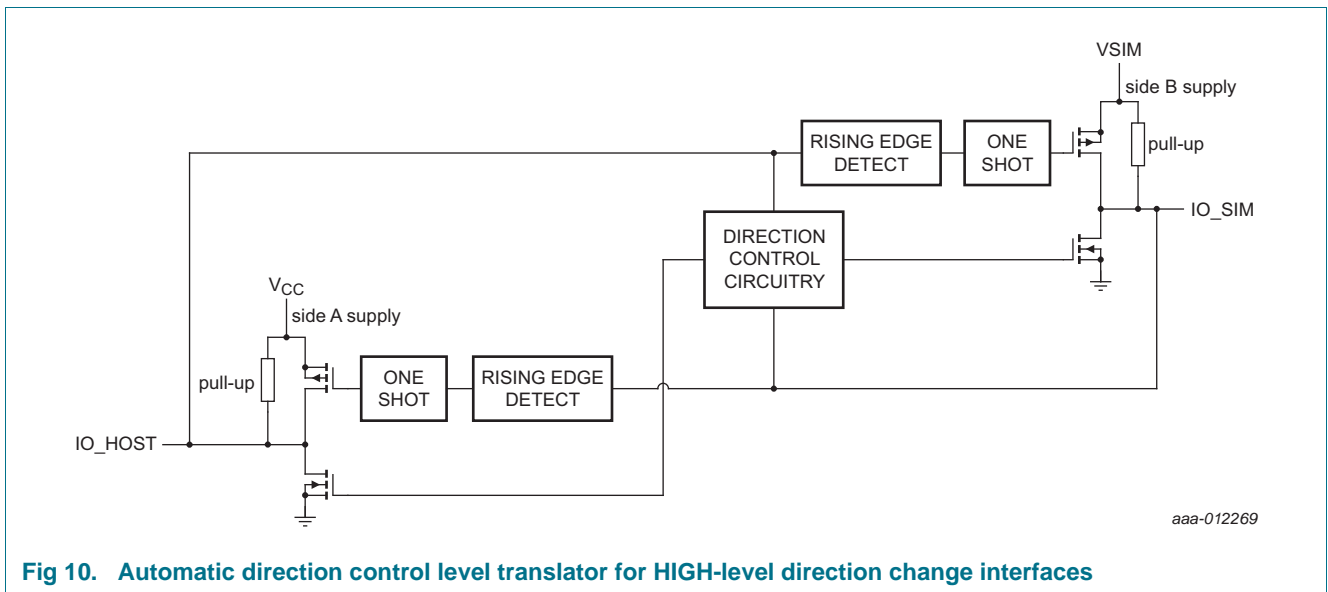 VSIM
side B supply
RISING EDGE
DETECT
ONE
SHOT
pull-up
IO_SIM
DIRECTION
CONTROL
CIRCUITRY
VCC
side A supply
pull-up
ONE
SHOT
RISING EDGE
DETECT
IO_HOST
aaa-012269
Fig 10. Automatic direction control level translator for HIGH-level direction change interfaces